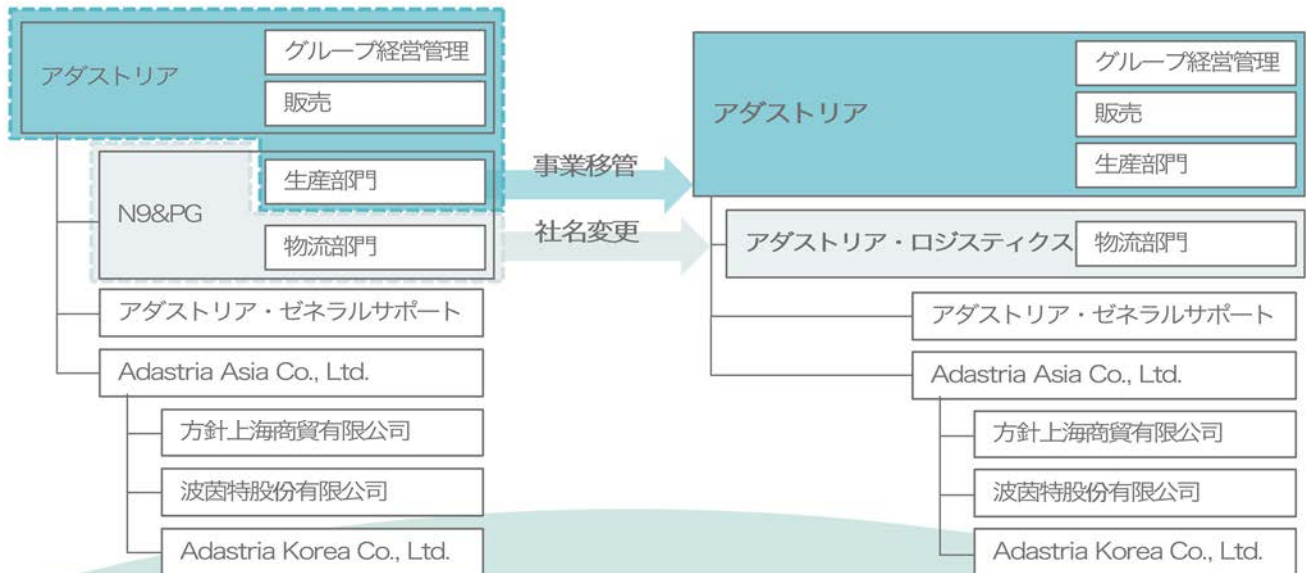 アダストリア
グループ経営管理
販売
N9&PG
生産部門
物流部門
アダストリア・ゼネラルサポート
Adastria Asia Co., Ltd.
方針上海商貿有限公司
波茵特股份有限公司
Adastria Korea Co., Ltd.
事業移管
社名変更
アダストリア
グループ経営管理
販売
生産部門
アダストリア・ロジスティクス
物流部門
アダストリア・ゼネラルサポート
Adastria Asia Co., Ltd.
方針上海商貿有限公司
波茵特股份有限公司
Adastria Korea Co., Ltd.